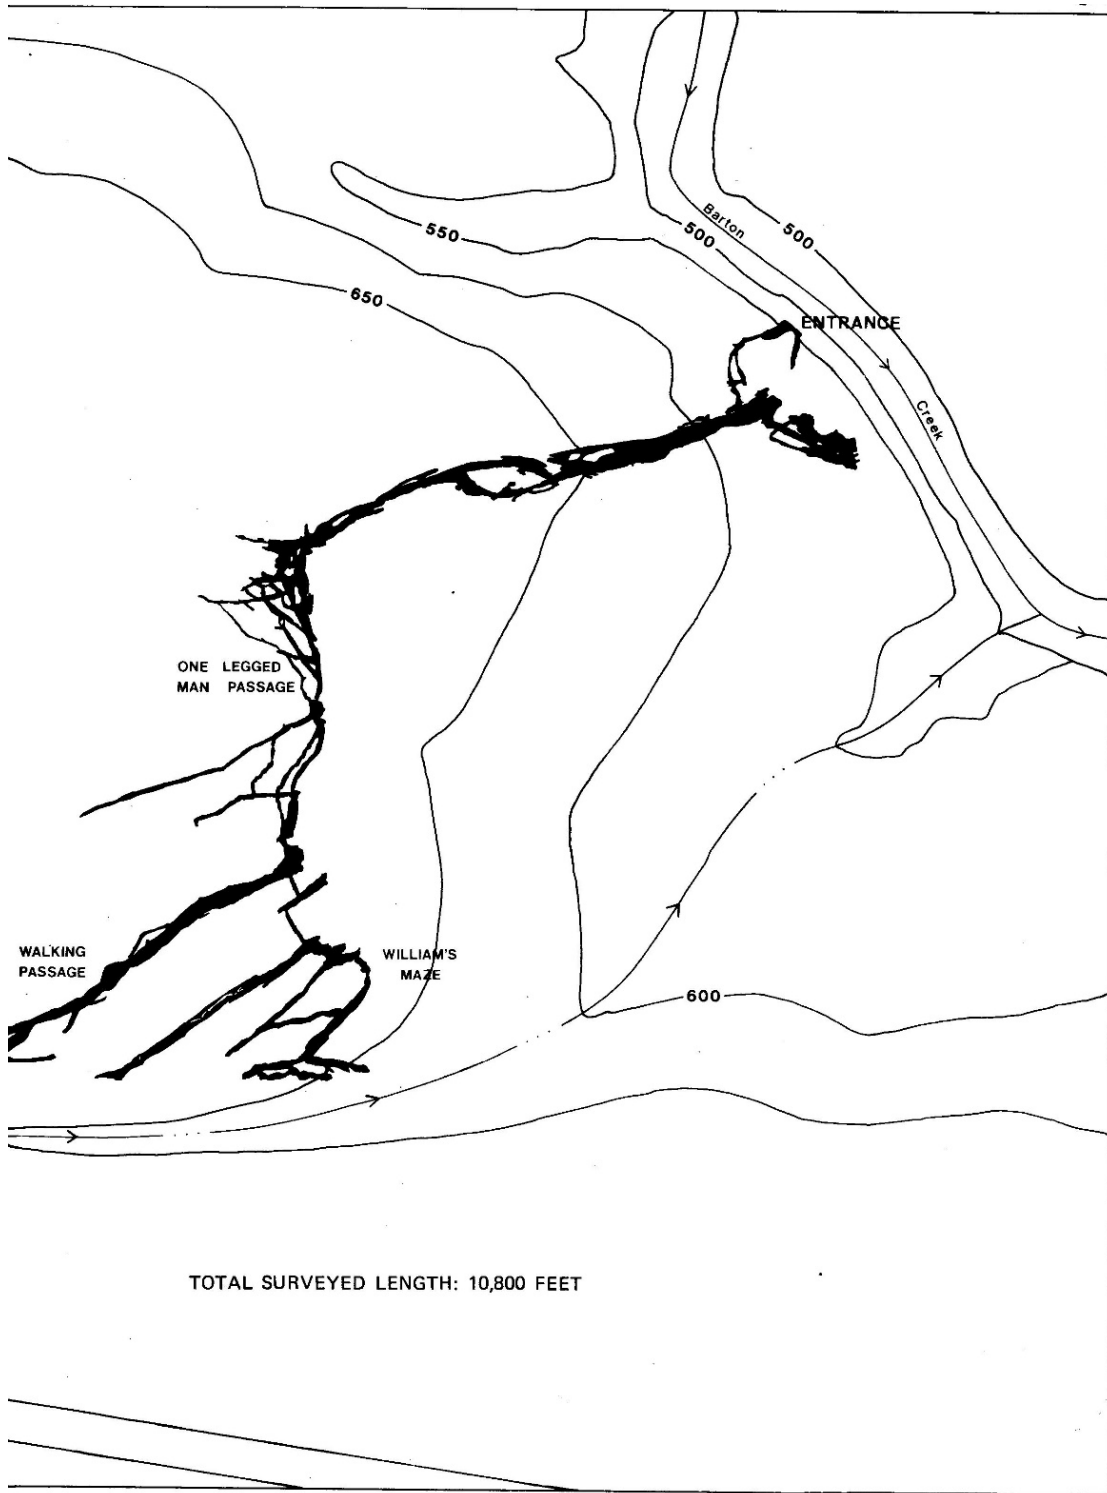 Barton
500
500
550
650
ENTRANCE
Creek
ONE LEGGED
MAN PASSAGE
WALKING
PASSAGE
WILLIAM'S
MAZE
600
TOTAL SURVEYED LENGTH: 10,800 FEET